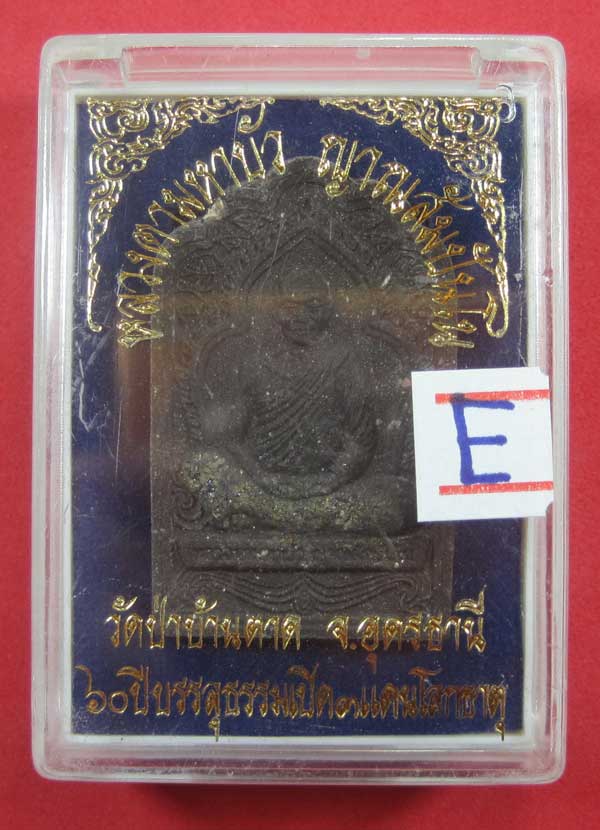 หลวงตามหาบัว ญาณสัมปันโน
E
วัดป่าบ้านตาด จ.อุดรธานี
๖๐ปีบรรลุธรรมเปิด๓แดนโลกธาตุ